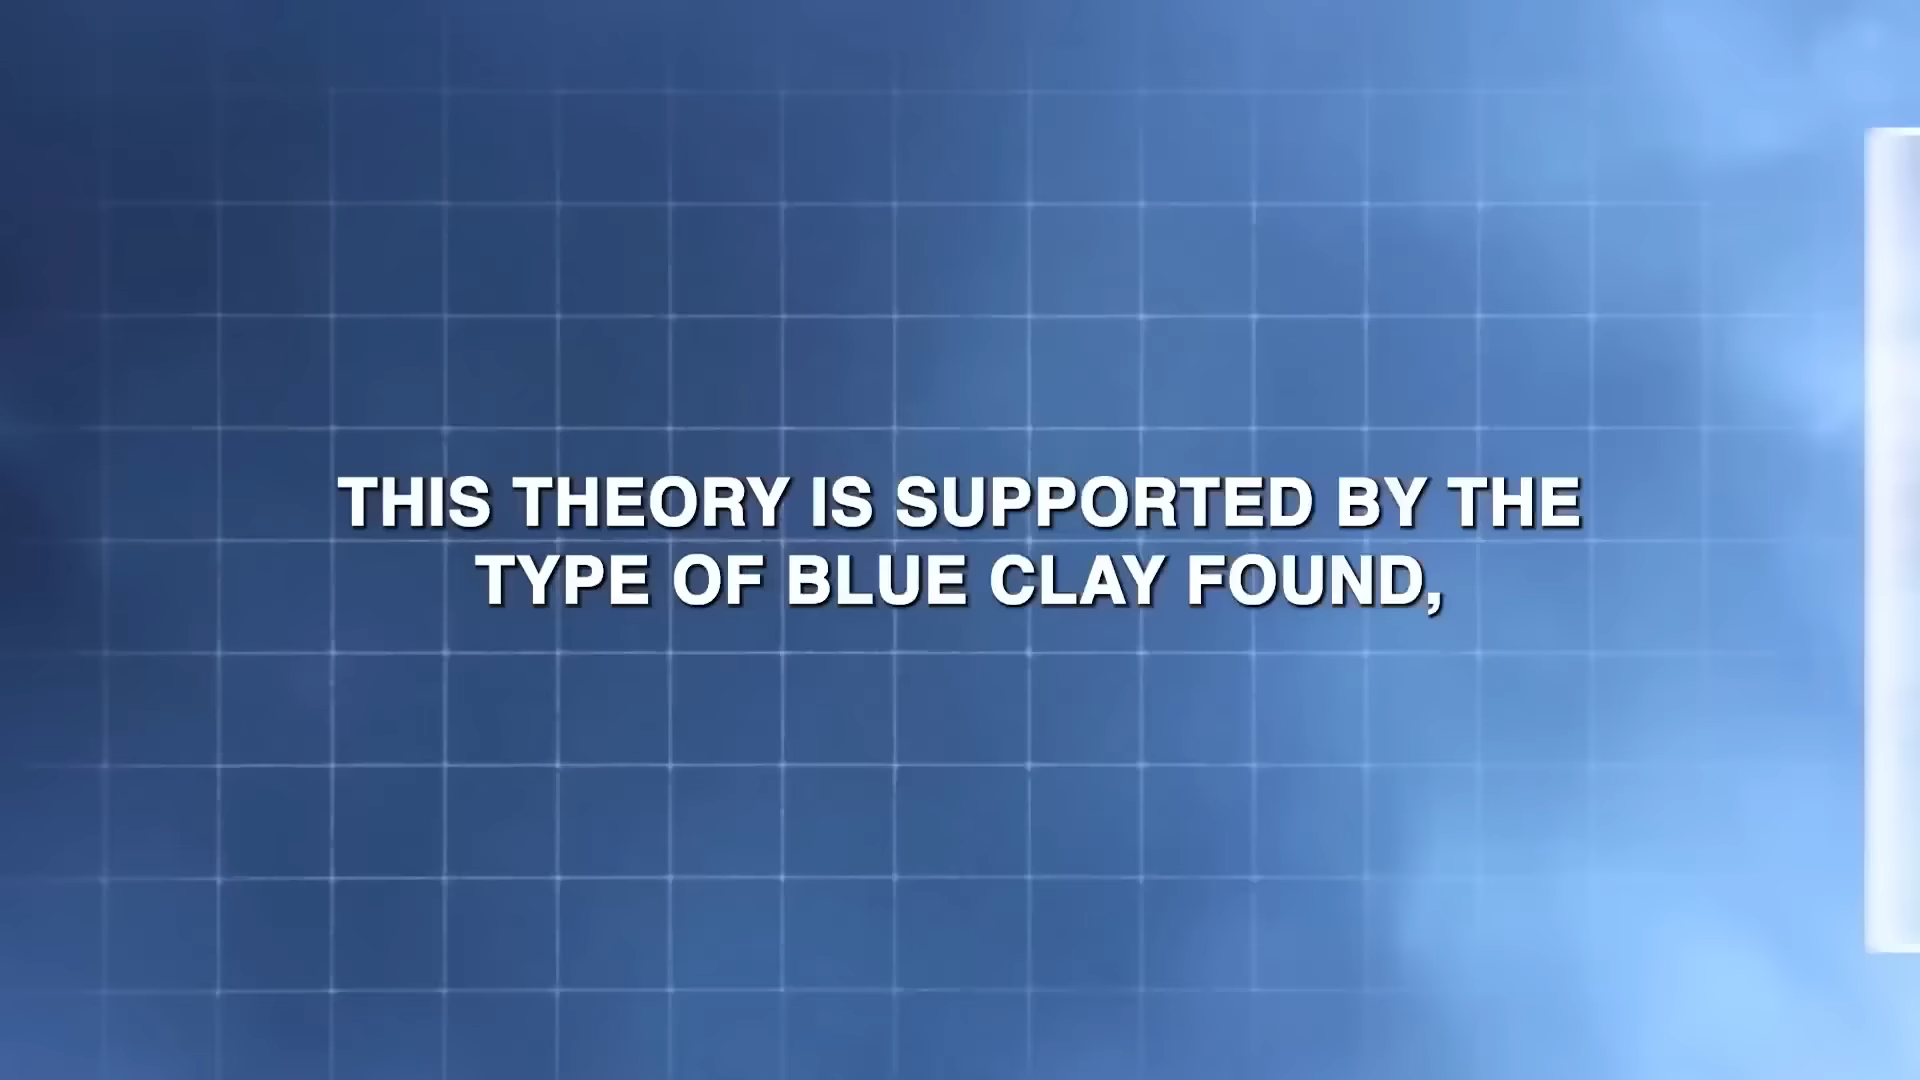 THIS THEORY IS SUPPORTED BY THE
TYPE OF BLUE CLAY FOUND,